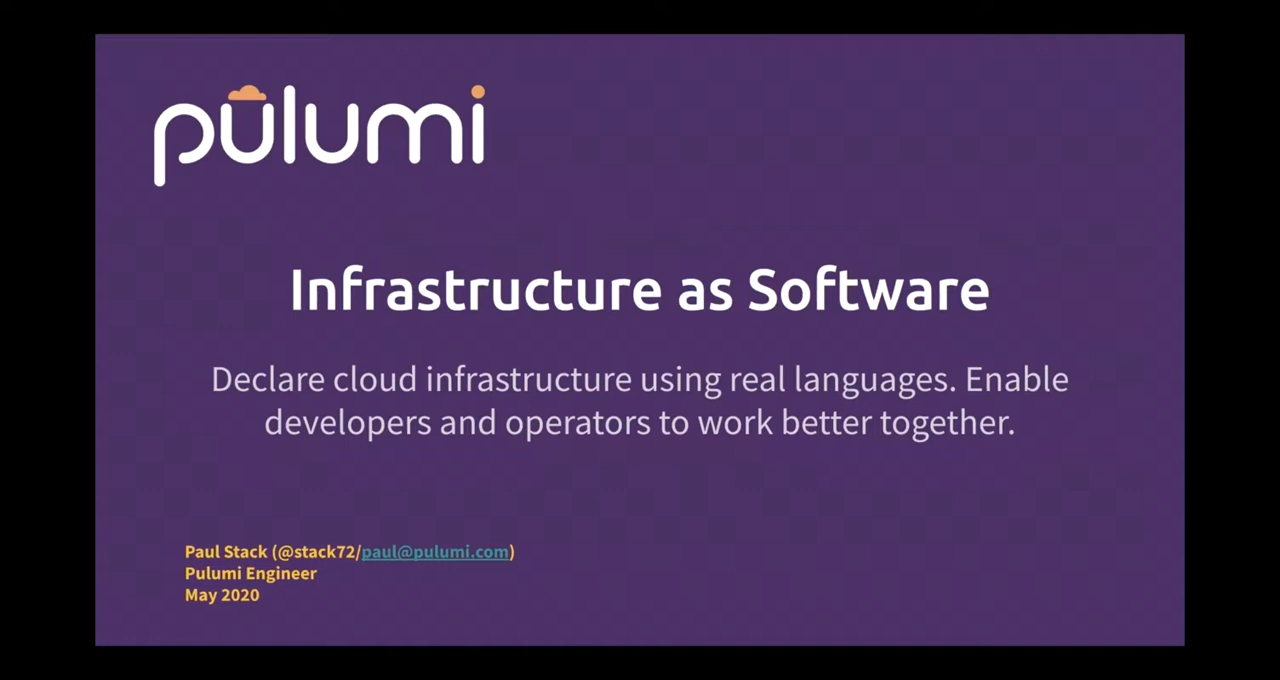 pulumi
Infrastructure as Software
Declare cloud infrastructure using real languages. Enable
developers and operators to work better together.
Paul Stack (@stack72/paul@pulumi.com)
Pulumi Engineer
May 2020